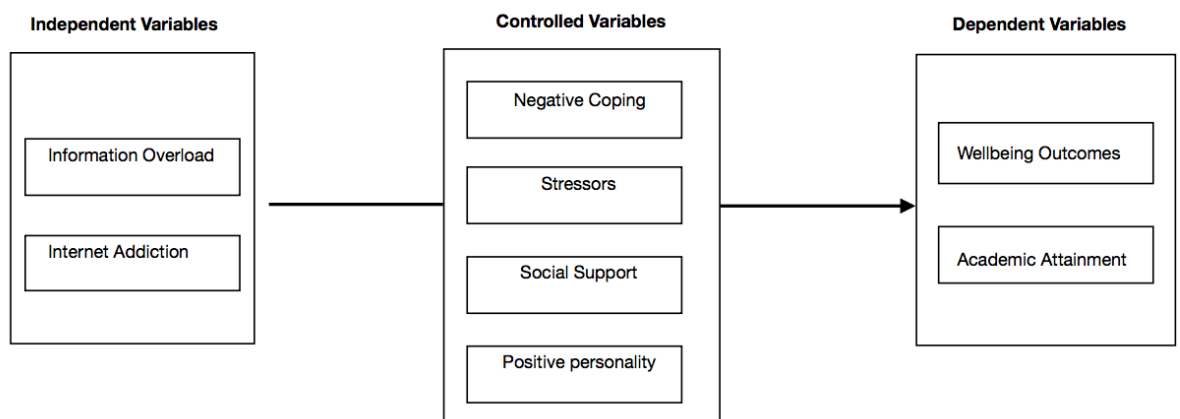 Independent Variables
Information Overload
Internet Addiction
Controlled Variables
Negative Coping
Stressors
Social Support
Positive personality
Dependent Variables
Wellbeing Outcomes
Academic Attainment